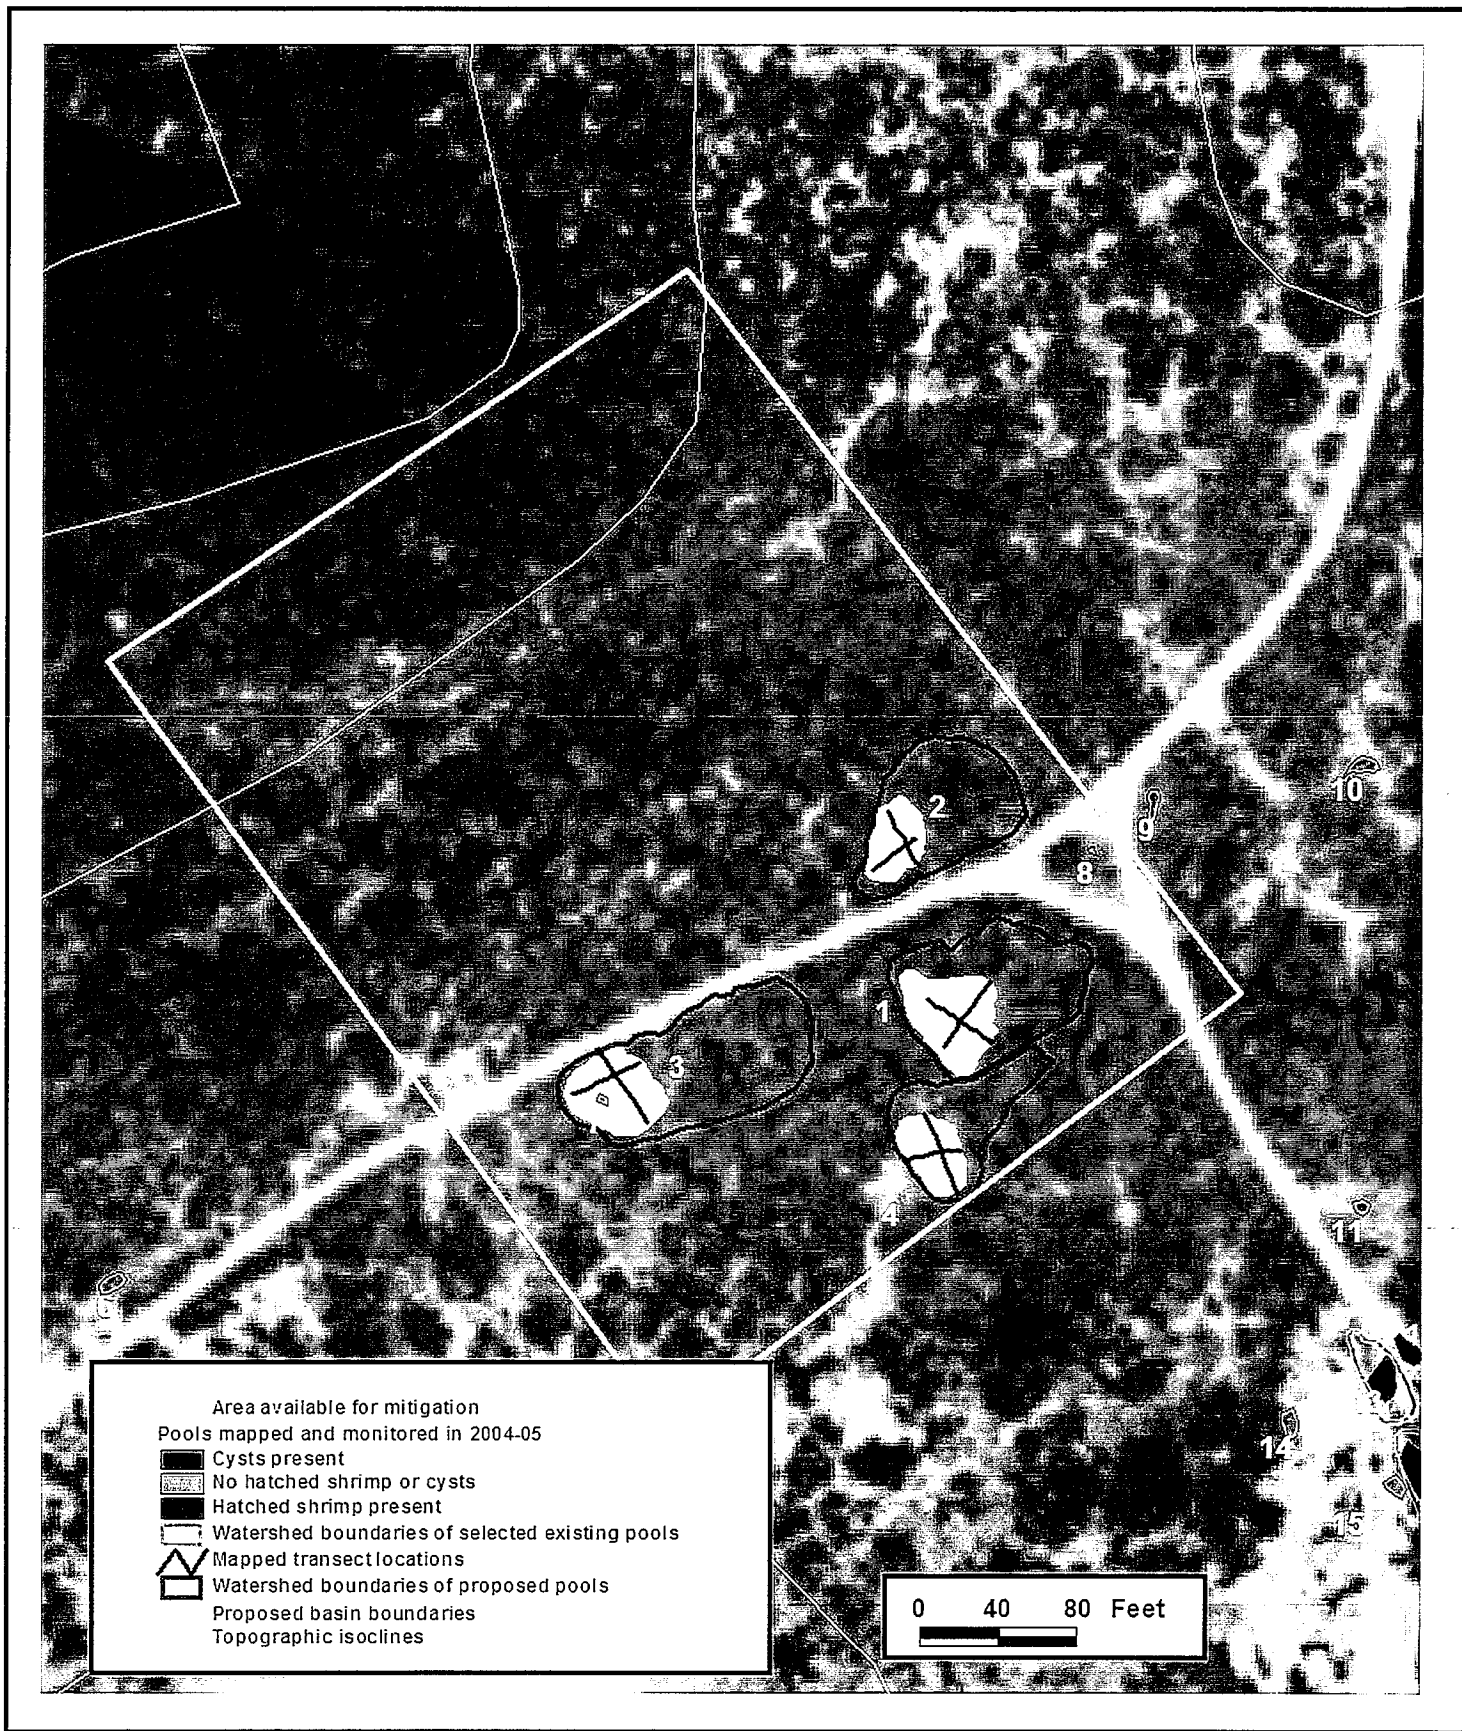 2
10
9
8
1
3
4
11
14
15
Area available for mitigation
Pools mapped and monitored in 2004-05
Cysts present
No hatched shrimp or cysts
Hatched shrimp present
Watershed boundaries of selected existing pools
Mapped transect locations
Watershed boundaries of proposed pools
Proposed basin boundaries
Topographic isoclines
0 40 80 Feet